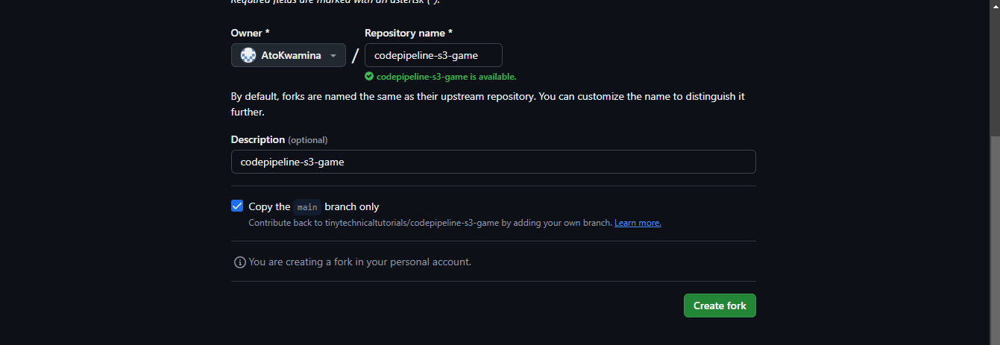 Required fields are marked with an asterisk (*).
Owner * Repository name *
AtoKwamina / codepipeline-s3-game
codepipeline-s3-game is available.
By default, forks are named the same as their upstream repository. You can customize the name to distinguish it
further.
Description (optional)
codepipeline-s3-game
Copy the main branch only
Contribute back to tinytechnicaltutorials/codepipeline-s3-game by adding your own branch. Learn more.
You are creating a fork in your personal account.
Create fork